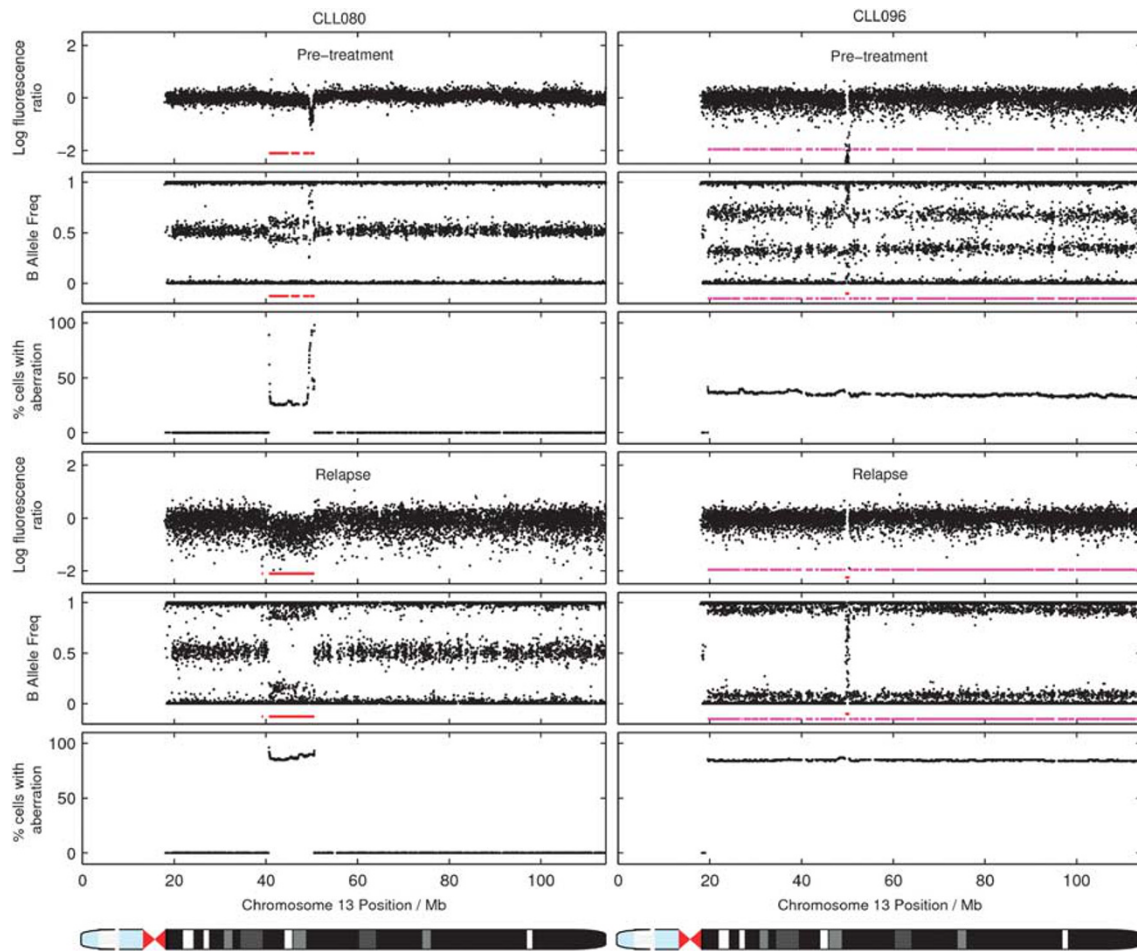 CLL080
CLL096
Pre-treatment
Pre-treatment
Log fluorescence
ratio
2
0
-2
B Allele Freq
1
0.5
0
% cells with
aberration
100
50
0
Relapse
Relapse
Log fluorescence
ratio
2
0
-2
B Allele Freq
1
0.5
0
% cells with
aberration
100
50
0
0 20 40 60 80 100
0 20 40 60 80 100
Chromosome 13 Position / Mb
Chromosome 13 Position / Mb